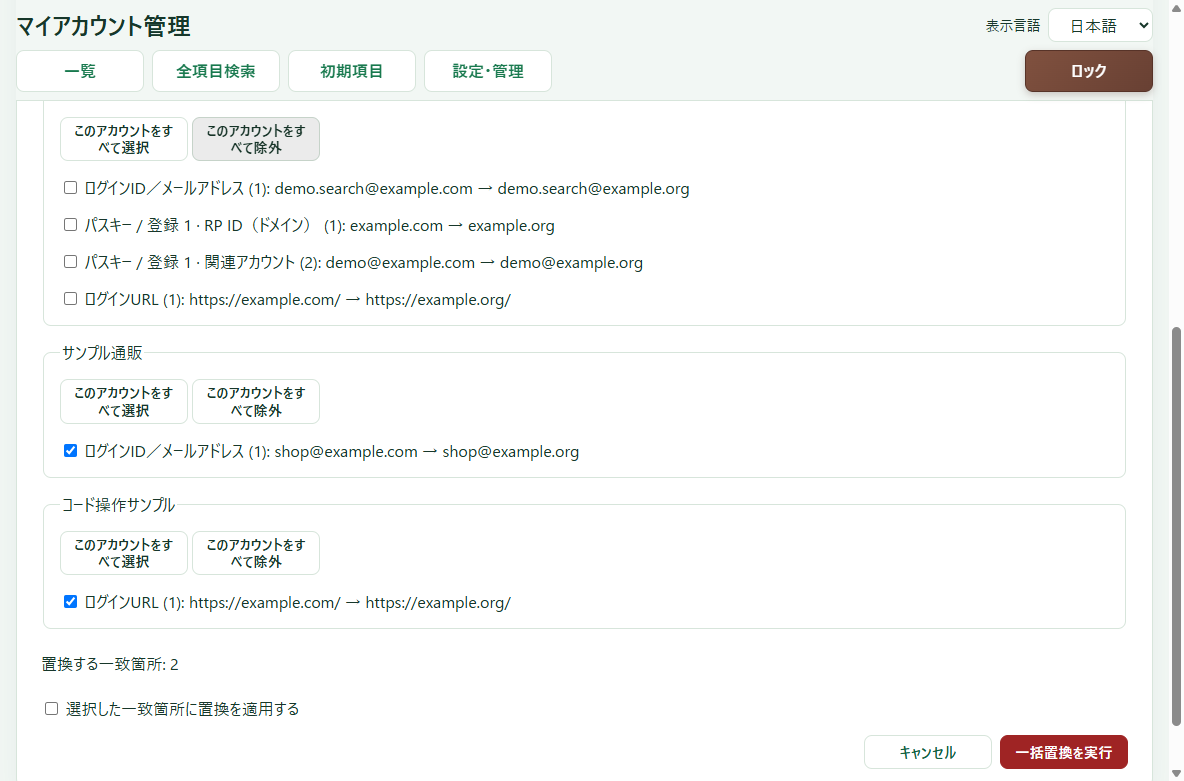 マイアカウント管理
表示言語 日本語
一覧 全項目検索 初期項目 設定・管理 ロック
このアカウントをす
べて選択
このアカウントをす
べて除外
ログインID／メールアドレス (1): demo.search@example.com → demo.search@example.org
パスキー / 登録 1 · RP ID（ドメイン） (1): example.com → example.org
パスキー / 登録 1 · 関連アカウント (2): demo@example.com → demo@example.org
ログインURL (1): https://example.com/ → https://example.org/
サンプル通販
このアカウントをす
べて選択
このアカウントをす
べて除外
ログインID／メールアドレス (1): shop@example.com → shop@example.org
コード操作サンプル
このアカウントをす
べて選択
このアカウントをす
べて除外
ログインURL (1): https://example.com/ → https://example.org/
置換する一致箇所: 2
選択した一致箇所に置換を適用する
キャンセル 一括置換を実行